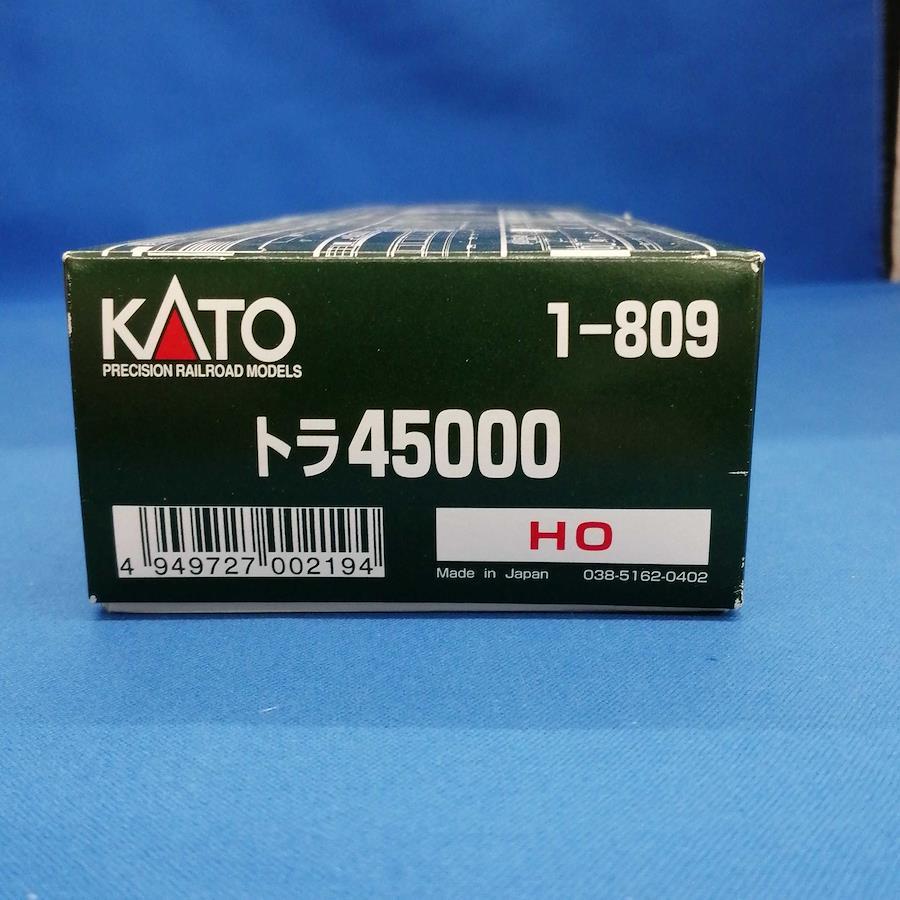 KATO
PRECISION RAILROAD MODELS
1-809
トラ45000
4 949727 002194
HO
Made in Japan 038-5162-0402